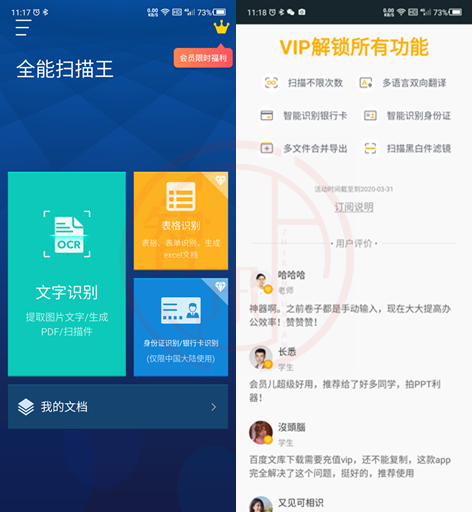 11:17
0.00 KB/s
HD
4G
73%
会员限时福利
全能扫描王
OCR
文字识别
提取图片文字/生成
PDF/扫描件
表格识别
表格、表单识别，生成
excel文档
身份证识别/银行卡识别
(仅限中国大陆使用)
我的文档
11:18
0.00 KB/s
HD
4G
73%
VIP解锁所有功能
扫描不限次数
多语言双向翻译
智能识别银行卡
智能识别身份证
多文件合并导出
扫描黑白件滤镜
活动时间截至到2020-03-31
订阅说明
用户评价
哈哈哈
老师
神器啊。之前卷子都是手动输入，现在大大提高办
公效率！赞赞赞！
长悉
学生
会员儿超级好用，推荐给了好多同学，拍PPT利
器！
沒頭腦
学生
百度文库下载需要充值vip，还不能复制，这款app
完全解决了这个问题，挺好的，推荐使用
又见可相识